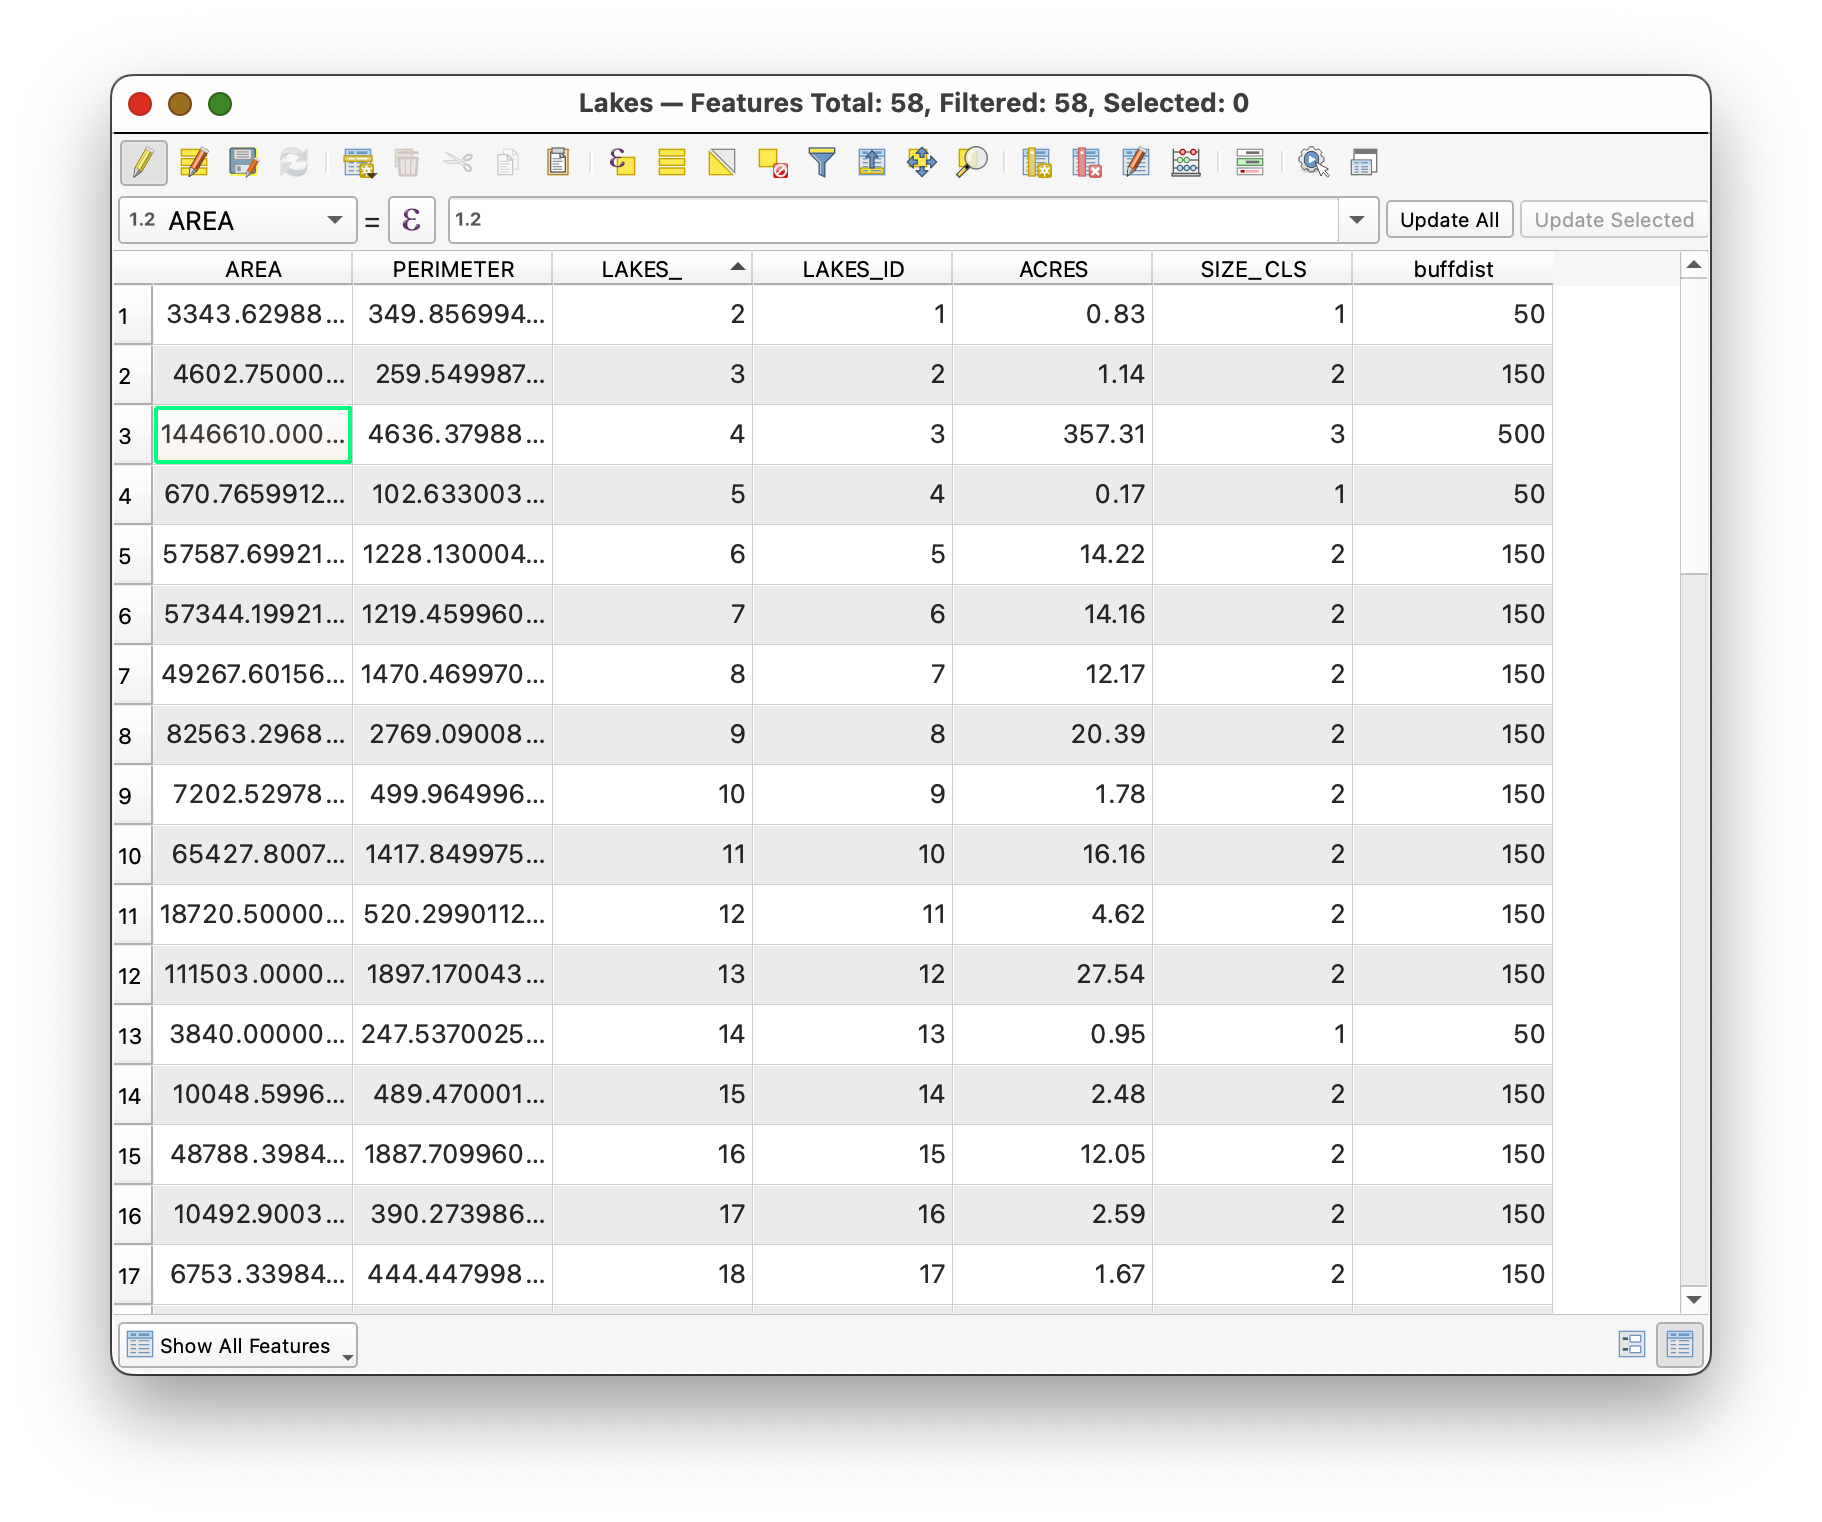 Lakes — Features Total: 58, Filtered: 58, Selected: 0
1.2 AREA = ε 1.2 Update All Update Selected
AREA PERIMETER LAKES_ LAKES_ID ACRES SIZE_CLS buffdist
1 3343.62988... 349.856994... 2 1 0.83 1 50
2 4602.75000... 259.549987... 3 2 1.14 2 150
3 1446610.000... 4636.37988... 4 3 357.31 3 500
4 670.7659912... 102.633003... 5 4 0.17 1 50
5 57587.69921... 1228.130004... 6 5 14.22 2 150
6 57344.19921... 1219.459960... 7 6 14.16 2 150
7 49267.60156... 1470.469970... 8 7 12.17 2 150
8 82563.2968... 2769.09008... 9 8 20.39 2 150
9 7202.52978... 499.964996... 10 9 1.78 2 150
10 65427.8007... 1417.849975... 11 10 16.16 2 150
11 18720.50000... 520.2990112... 12 11 4.62 2 150
12 111503.0000... 1897.170043... 13 12 27.54 2 150
13 3840.00000... 247.5370025... 14 13 0.95 1 50
14 10048.5996... 489.470001... 15 14 2.48 2 150
15 48788.3984... 1887.709960... 16 15 12.05 2 150
16 10492.9003... 390.273986... 17 16 2.59 2 150
17 6753.33984... 444.447998... 18 17 1.67 2 150
Show All Features